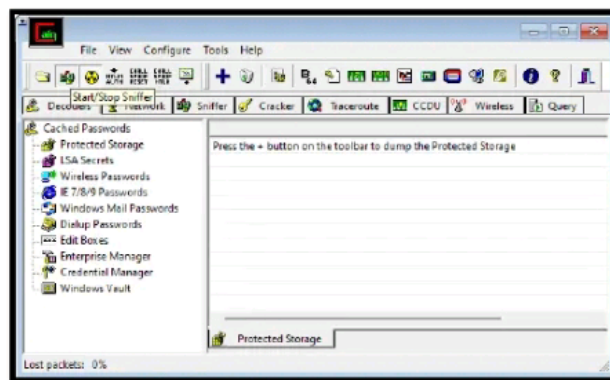 Cain
File View Configure Tools Help
Start/Stop Sniffer
Decoders Network Sniffer Cracker Traceroute CCDU Wireless Query
Cached Passwords
Protected Storage
LSA Secrets
Wireless Passwords
IE 7/8/9 Passwords
Windows Mail Passwords
Dialup Passwords
Edit Boxes
Enterprise Manager
Credential Manager
Windows Vault
Press the + button on the toolbar to dump the Protected Storage
Protected Storage
Lost packets: 0%